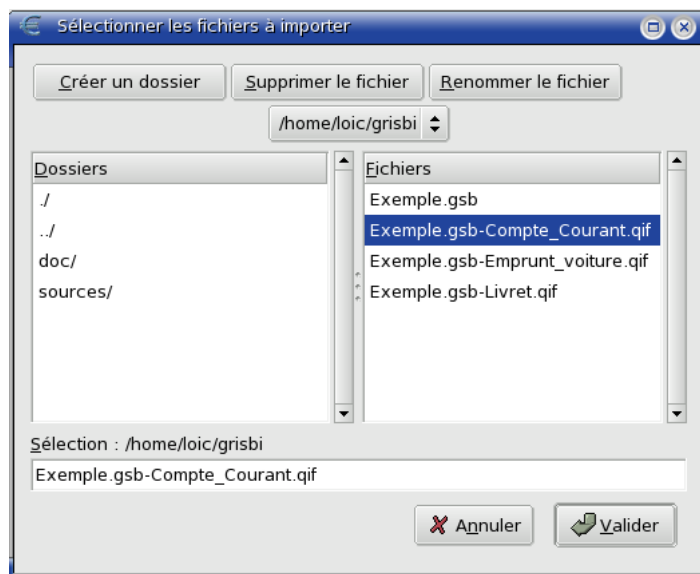 Sélectionner les fichiers à importer
Créer un dossier Supprimer le fichier Renommer le fichier
/home/loic/grisbi
Dossiers
./
../
doc/
sources/
Fichiers
Exemple.gsb
Exemple.gsb-Compte_Courant.qif
Exemple.gsb-Emprunt_voiture.qif
Exemple.gsb-Livret.qif
Sélection : /home/loic/grisbi
Exemple.gsb-Compte_Courant.qif
Annuler Valider